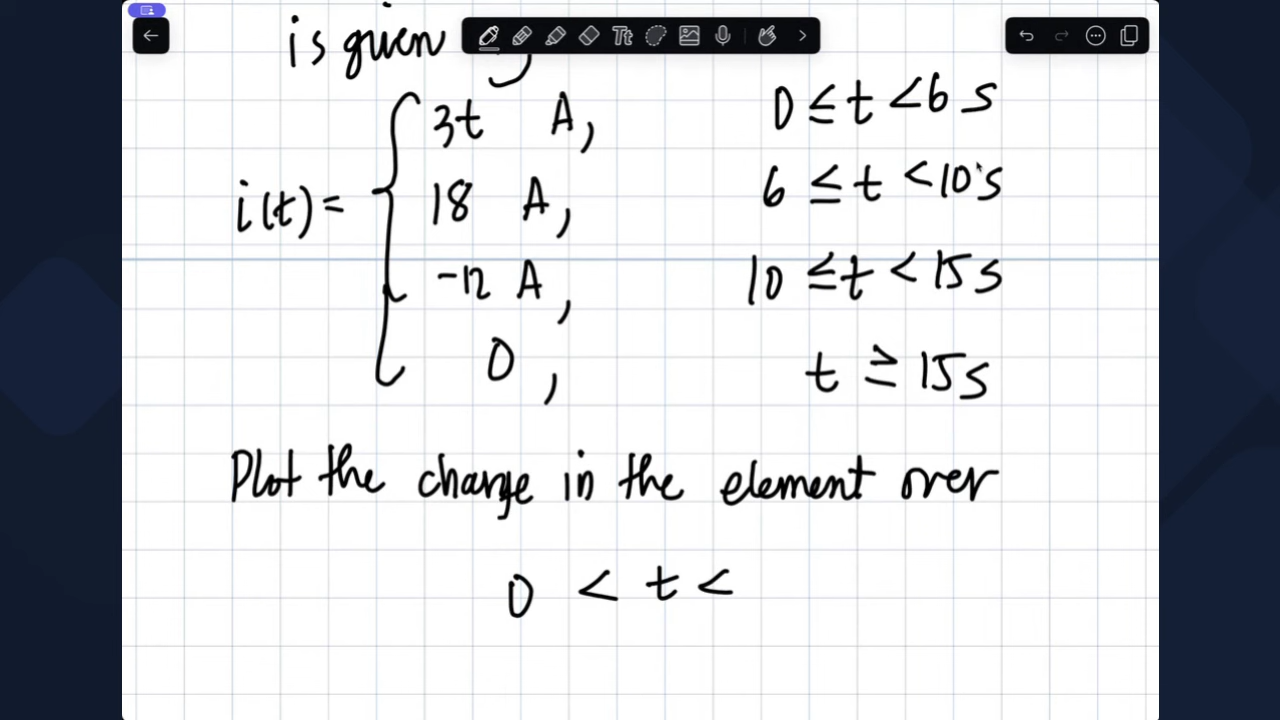 is given
3t A, 0 ≤ t < 6 s
18 A, 6 ≤ t < 10 s
i(t) =
-12 A, 10 ≤ t < 15 s
0, t ≥ 15 s
Plot the charge in the element over
0 < t <
Tt